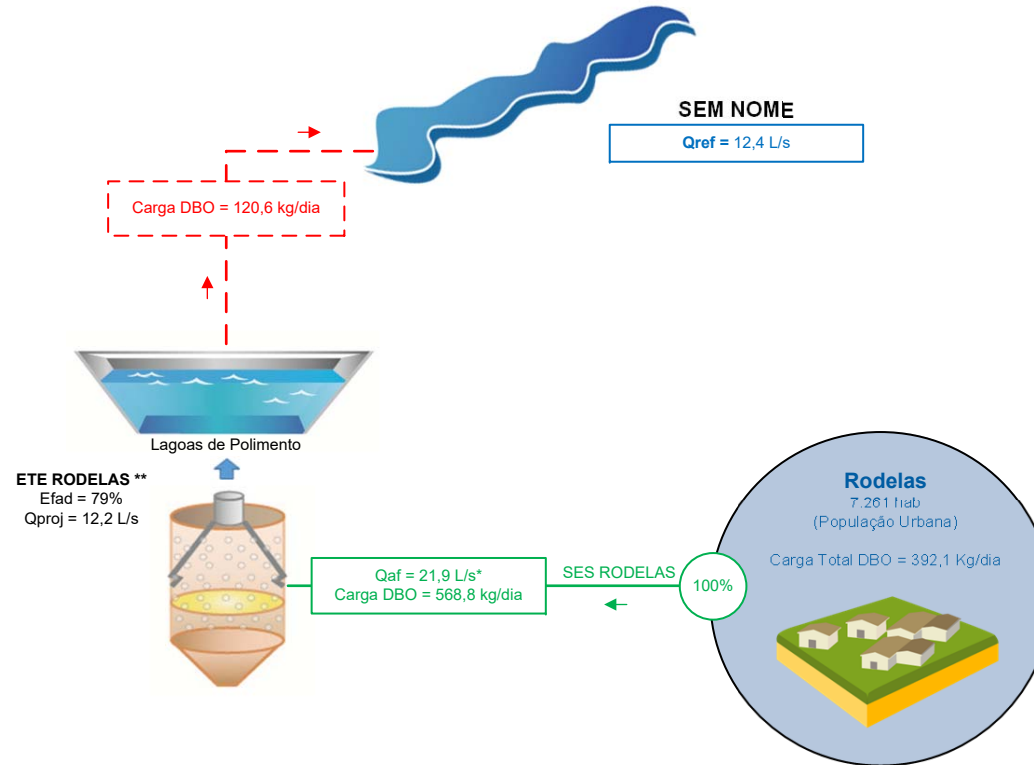 SEM NOME
Qref = 12,4 L/s
Carga DBO = 120,6 kg/dia
Lagoas de Polimento
ETE RODELAS **
Efad = 79%
Qproj = 12,2 L/s
Qaf = 21,9 L/s*
Carga DBO = 568,8 kg/dia
SES RODELAS
100%
Rodelas
7.261 hab
(População Urbana)
Carga Total DBO = 392,1 Kg/dia